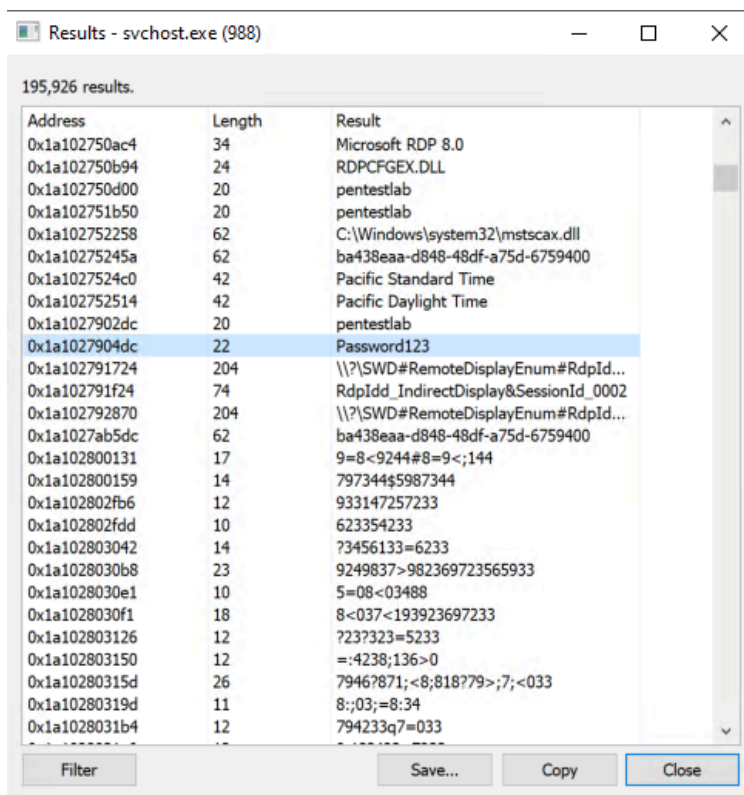 Results - svchost.exe (988)
195,926 results.
Address Length Result
0x1a102750ac4 34 Microsoft RDP 8.0
0x1a102750b94 24 RDPCFGEX.DLL
0x1a102750d00 20 pentestlab
0x1a102751b50 20 pentestlab
0x1a102752258 62 C:\Windows\system32\mstscax.dll
0x1a10275245a 62 ba438eaa-d848-48df-a75d-6759400
0x1a1027524c0 42 Pacific Standard Time
0x1a102752514 42 Pacific Daylight Time
0x1a1027902dc 20 pentestlab
0x1a1027904dc 22 Password123
0x1a102791724 204 \\?\SWD#RemoteDisplayEnum#RdpId...
0x1a102791f24 74 RdpIdd_IndirectDisplay&SessionId_0002
0x1a102792870 204 \\?\SWD#RemoteDisplayEnum#RdpId...
0x1a1027ab5dc 62 ba438eaa-d848-48df-a75d-6759400
0x1a102800131 17 9=8<9244#8=9<;144
0x1a102800159 14 797344$5987344
0x1a102802fb6 12 933147257233
0x1a102802fdd 10 623354233
0x1a102803042 14 ?3456133=6233
0x1a1028030b8 23 9249837>982369723565933
0x1a1028030e1 10 5=08<03488
0x1a1028030f1 18 8<037<193923697233
0x1a102803126 12 ?23?323=5233
0x1a102803150 12 =:4238;136>0
0x1a10280315d 26 7946?871;<8;818?79>;7;<033
0x1a10280319d 11 8:;03;=8:34
0x1a1028031b4 12 794233q7=033
Filter Save... Copy Close